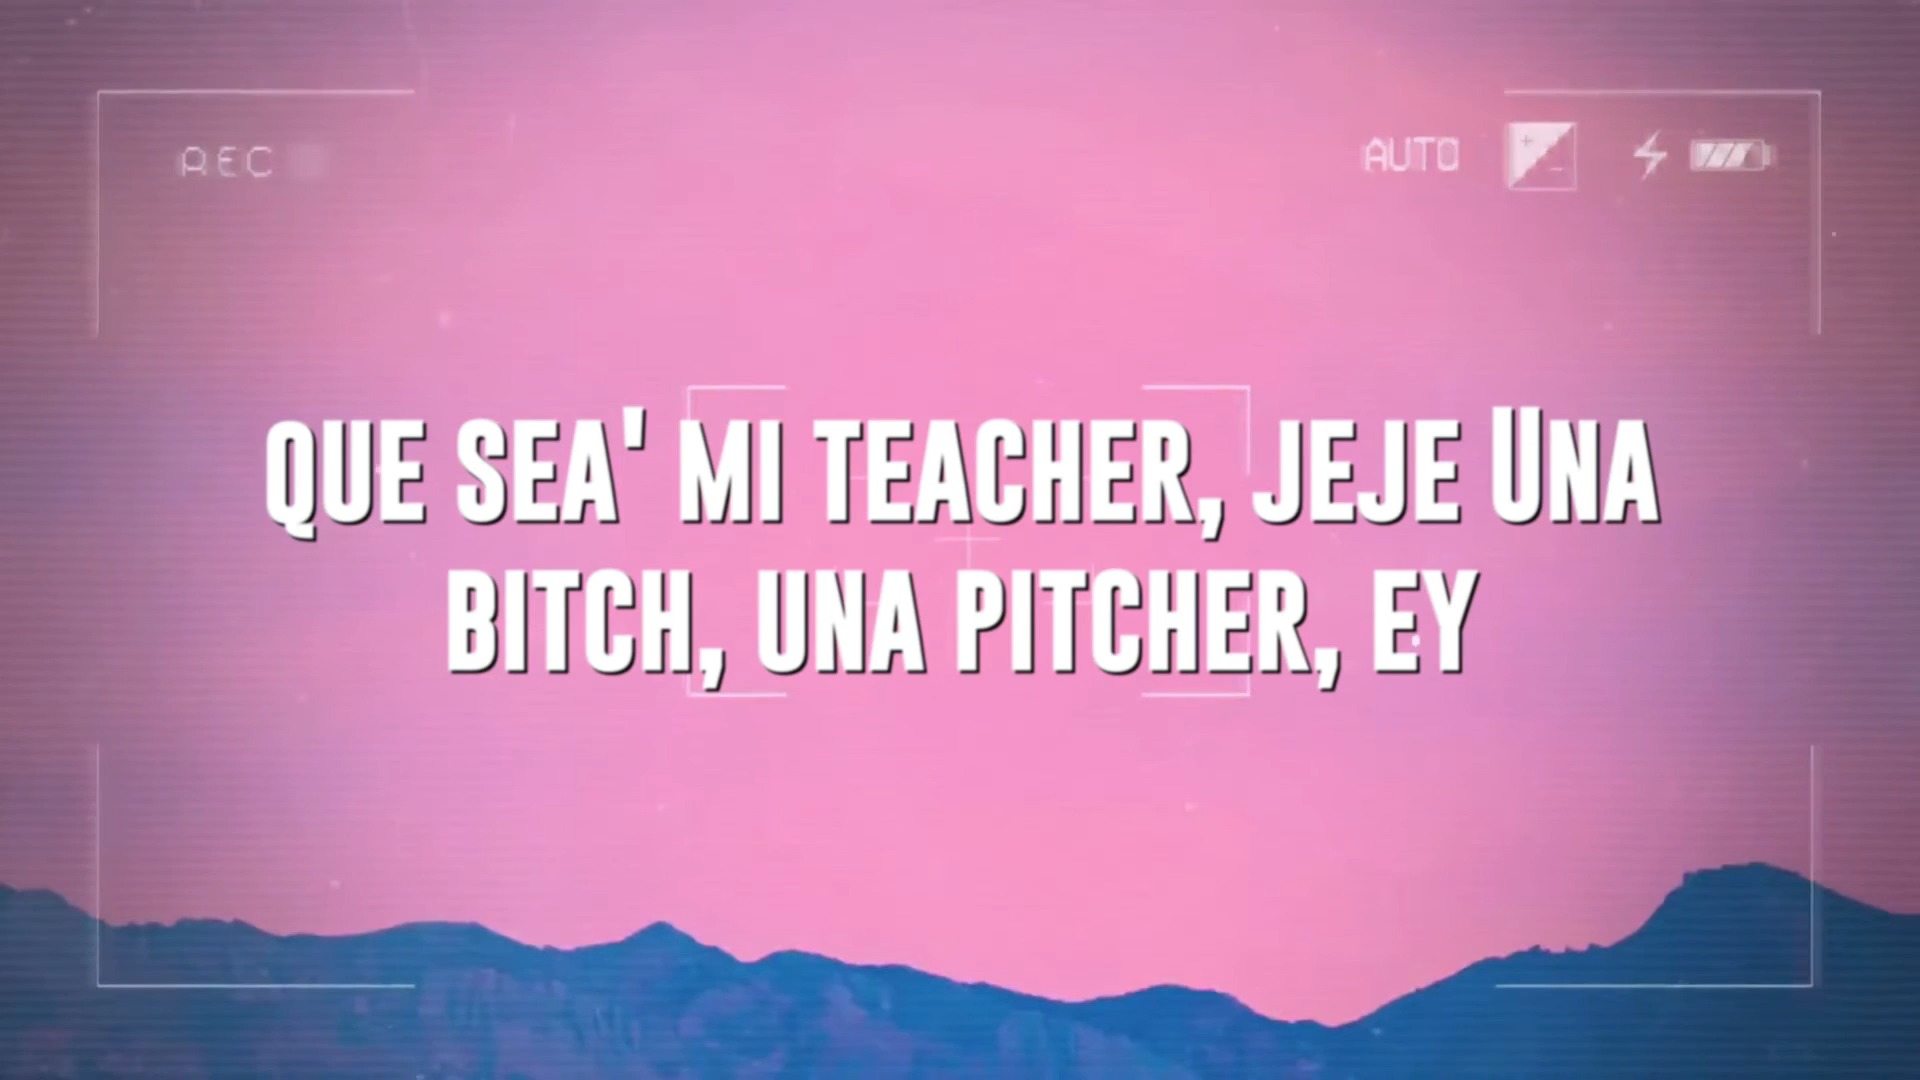 REC
AUTO
QUE SEA' MI TEACHER, JEJE UNA
BITCH, UNA PITCHER, EY